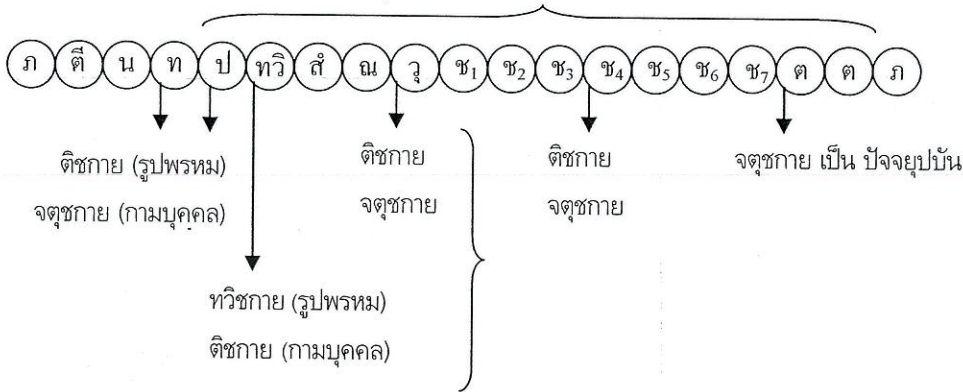 ภ ตี น ท ป ทวิ สํ ณ วุ ช₁ ช₂ ช₃ ช₄ ช₅ ช₆ ช₇ ต ต ภ
ติชกาย (รูปพรหม) ติชกาย ติชกาย จตุชกาย เป็น ปัจจยุปบัน
จตุชกาย (กามบุคคล) จตุชกาย จตุชกาย
ทวิชกาย (รูปพรหม)
ติชกาย (กามบุคคล)